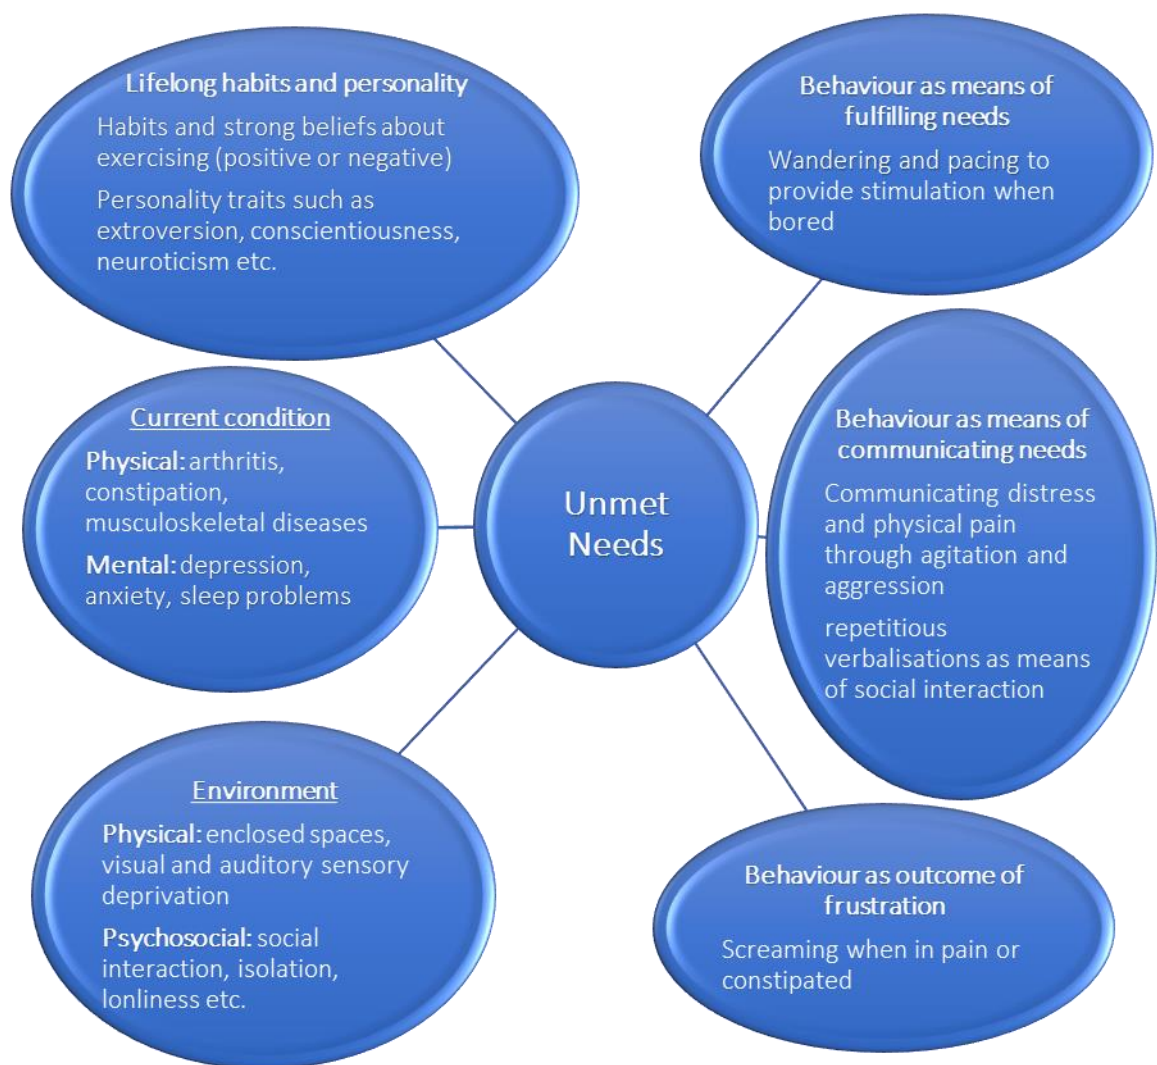 Lifelong habits and personality
Habits and strong beliefs about
exercising (positive or negative)
Personality traits such as
extroversion, conscientiousness,
neuroticism etc.
Current condition
Physical: arthritis,
constipation,
musculoskeletal diseases
Mental: depression,
anxiety, sleep problems
Environment
Physical: enclosed spaces,
visual and auditory sensory
deprivation
Psychosocial: social
interaction, isolation,
lonliness etc.
Unmet
Needs
Behaviour as means of
fulfilling needs
Wandering and pacing to
provide stimulation when
bored
Behaviour as means of
communicating needs
Communicating distress
and physical pain
through agitation and
aggression
repetitious
verbalisations as means
of social interaction
Behaviour as outcome of
frustration
Screaming when in pain or
constipated